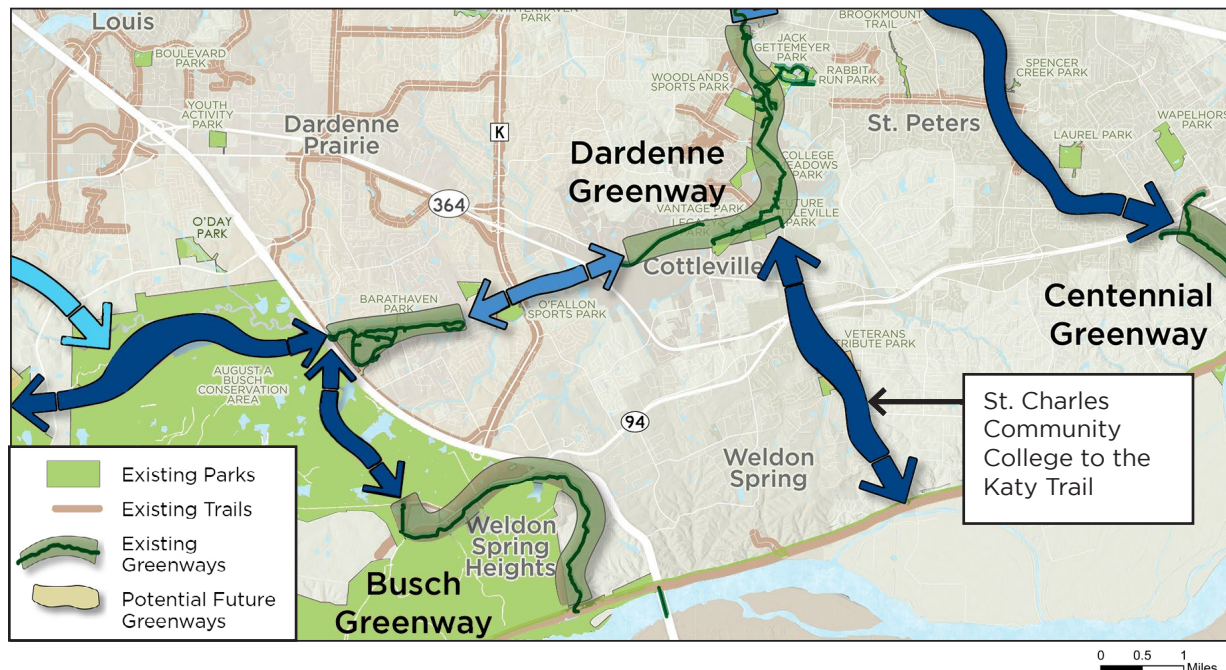 Louis
WINTERHAVEN
PARK
BOULEVARD
PARK
YOUTH
ACTIVITY
PARK
Dardenne
Prairie
K
364
O'DAY
PARK
JACK
GETTEMEYER
PARK
WOODLANDS
SPORTS PARK
RABBIT
RUN PARK
BROOKMOUNT
TRAIL
SPENCER
CREEK PARK
WAPELHORST
PARK
LAUREL PARK
St. Peters
Dardenne
Greenway
COLLEGE
MEADOWS
PARK
VANTAGE PARK
FUTURE
COTTLEVILLE
PARK
Cottleville
BARATHAVEN
PARK
O'FALLON
SPORTS PARK
AUGUST A
BUSCH
CONSERVATION
AREA
Centennial
Greenway
VETERANS
TRIBUTE PARK
94
Weldon
Spring
St. Charles
Community
College to the
Katy Trail
Weldon
Spring
Heights
Busch
Greenway
Existing Parks
Existing Trails
Existing
Greenways
Potential Future
Greenways
0 0.5 1
Miles